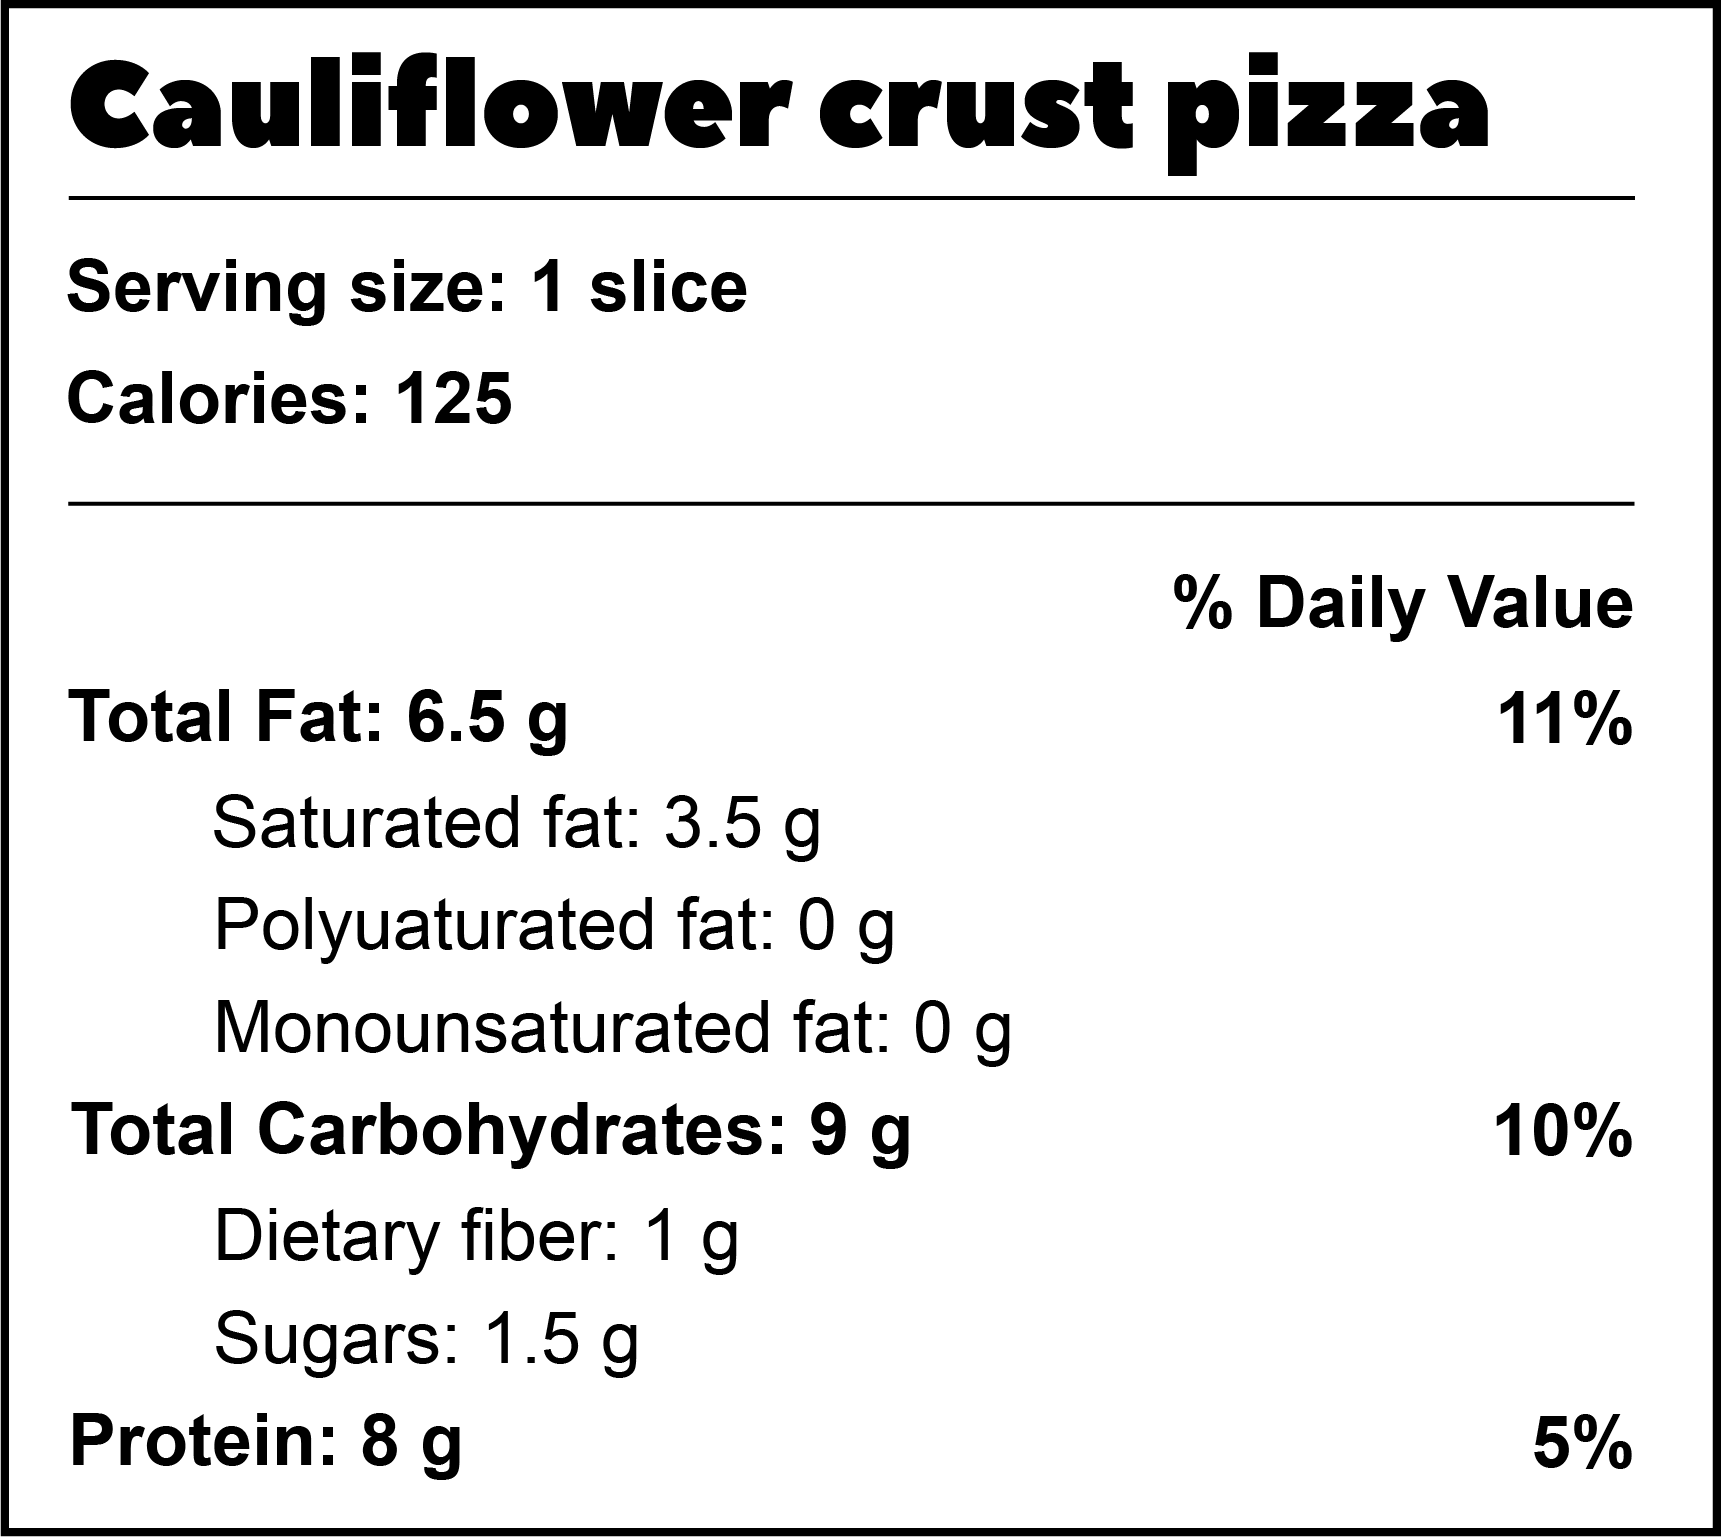 Cauliflower crust pizza
Serving size: 1 slice
Calories: 125
% Daily Value
Total Fat: 6.5 g 11%
Saturated fat: 3.5 g
Polyuaturated fat: 0 g
Monounsaturated fat: 0 g
Total Carbohydrates: 9 g 10%
Dietary fiber: 1 g
Sugars: 1.5 g
Protein: 8 g 5%